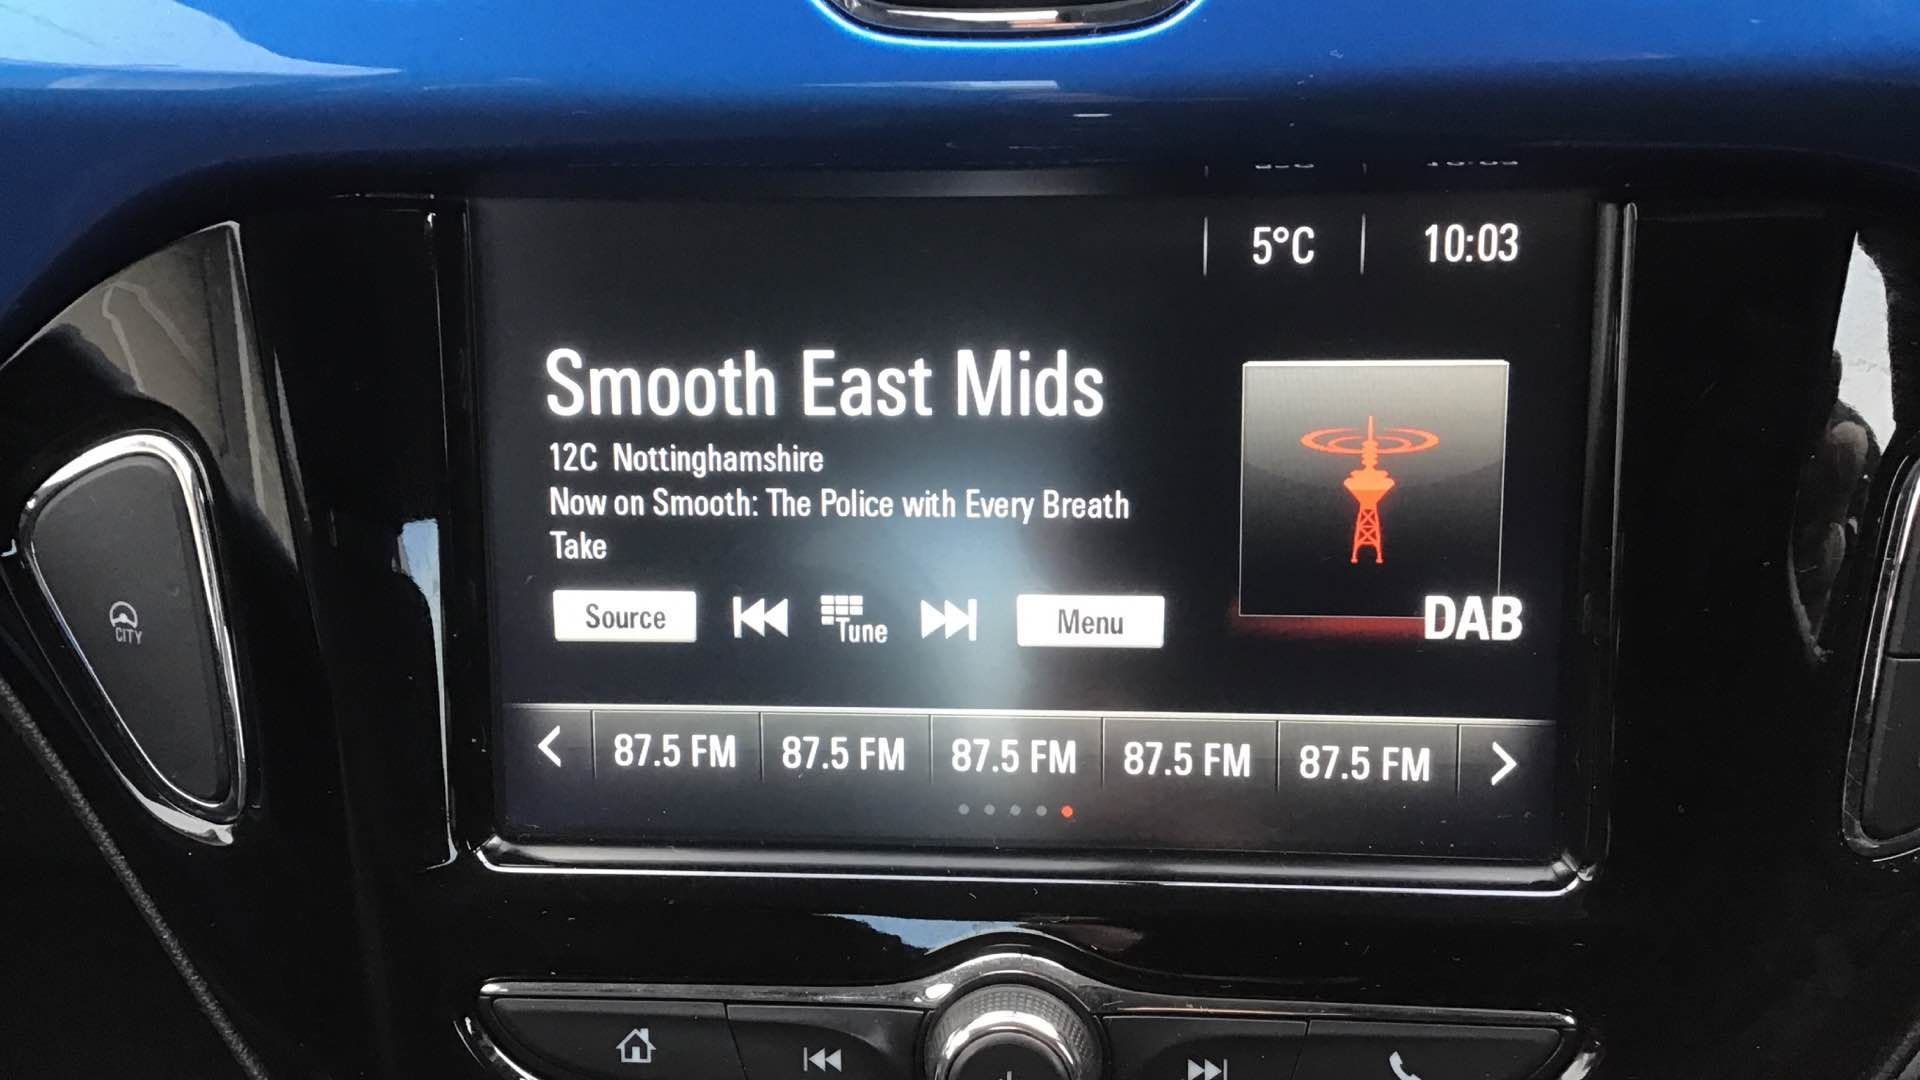 5°C 10:03
Smooth East Mids
12C Nottinghamshire
Now on Smooth: The Police with Every Breath
Take
Source Tune Menu
DAB
87.5 FM 87.5 FM 87.5 FM 87.5 FM 87.5 FM
CITY